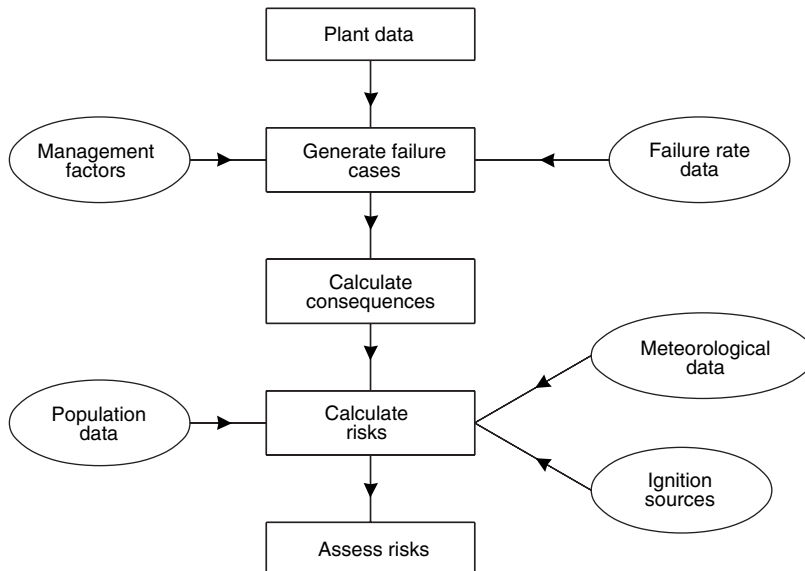 Plant data
Management
factors
Generate failure
cases
Failure rate
data
Calculate
consequences
Meteorological
data
Population
data
Calculate
risks
Ignition
sources
Assess risks